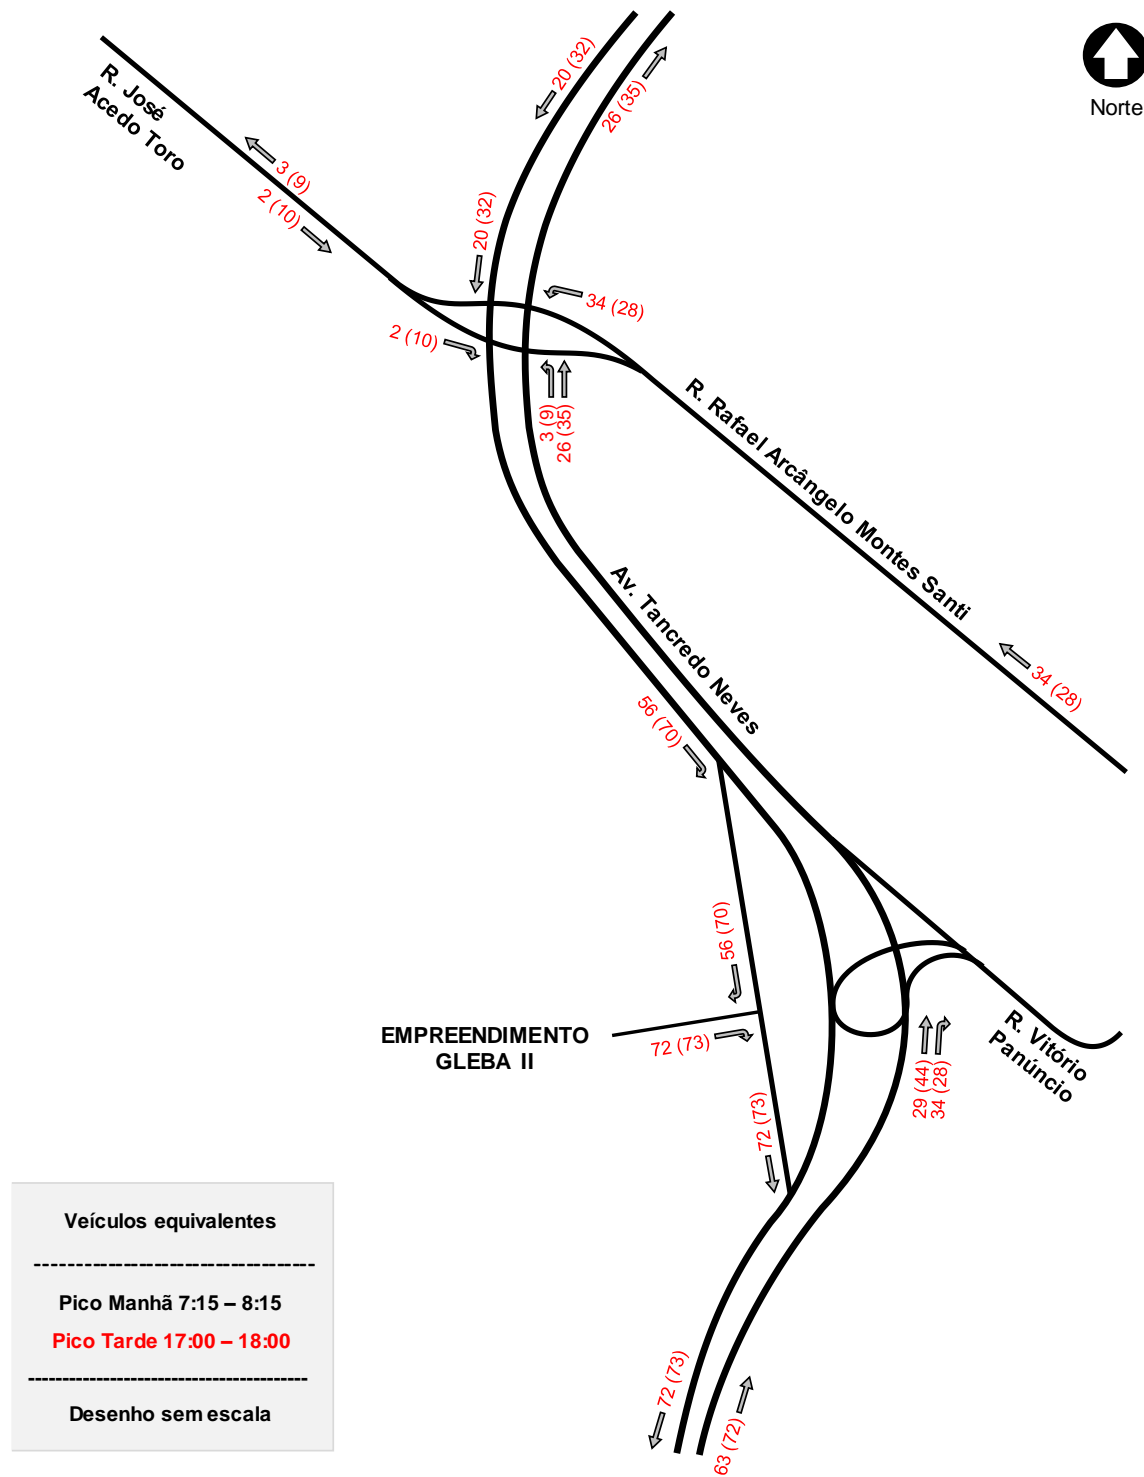 20 (32)
26 (35)
Norte
R. José
Acedo Toro
3 (9)
2 (10)
20 (32)
34 (28)
2 (10)
3 (9)
26 (35)
R. Rafael Arcângelo Montes Santi
Av. Tancredo Neves
34 (28)
56 (70)
56 (70)
EMPREENDIMENTO
GLEBA II
72 (73)
R. Vitório
Panúncio
29 (44)
34 (28)
72 (73)
Veículos equivalentes
------------------------------------
Pico Manhã 7:15 – 8:15
Pico Tarde 17:00 – 18:00
------------------------------------------
Desenho sem escala
72 (73)
63 (72)